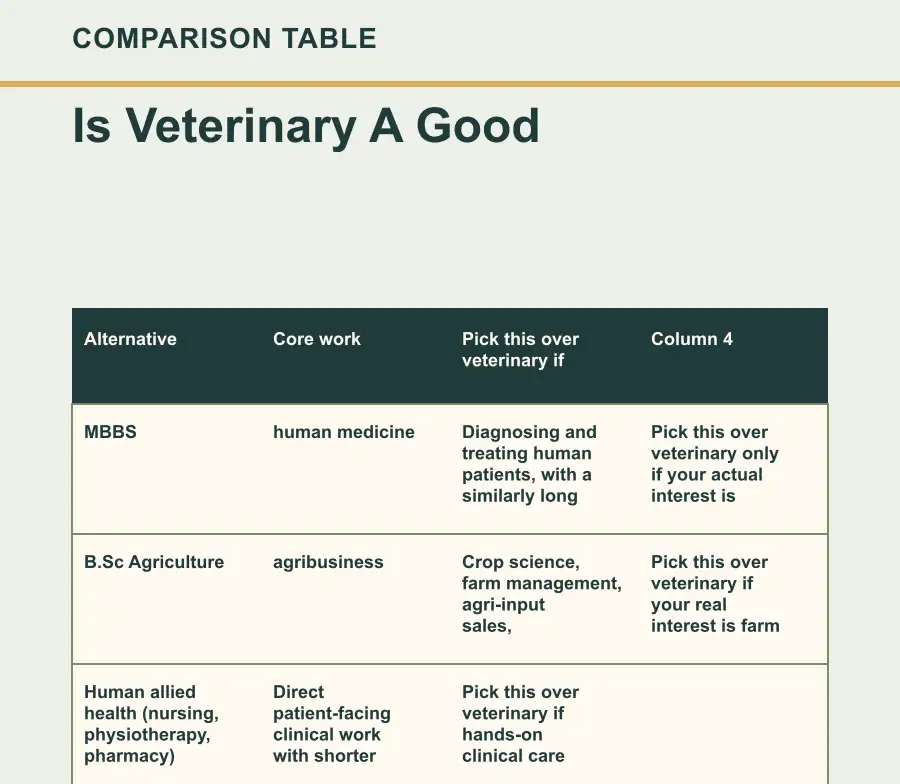 COMPARISON TABLE
Is Veterinary A Good
Alternative
Core work
Pick this over
veterinary if
Column 4
MBBS
human medicine
Diagnosing and
treating human
patients, with a
similarly long
Pick this over
veterinary only
if your actual
interest is
B.Sc Agriculture
agribusiness
Crop science,
farm management,
agri-input
sales,
Pick this over
veterinary if
your real
interest is farm
Human allied
health (nursing,
physiotherapy,
pharmacy)
Direct
patient-facing
clinical work
with shorter
Pick this over
veterinary if
hands-on
clinical care